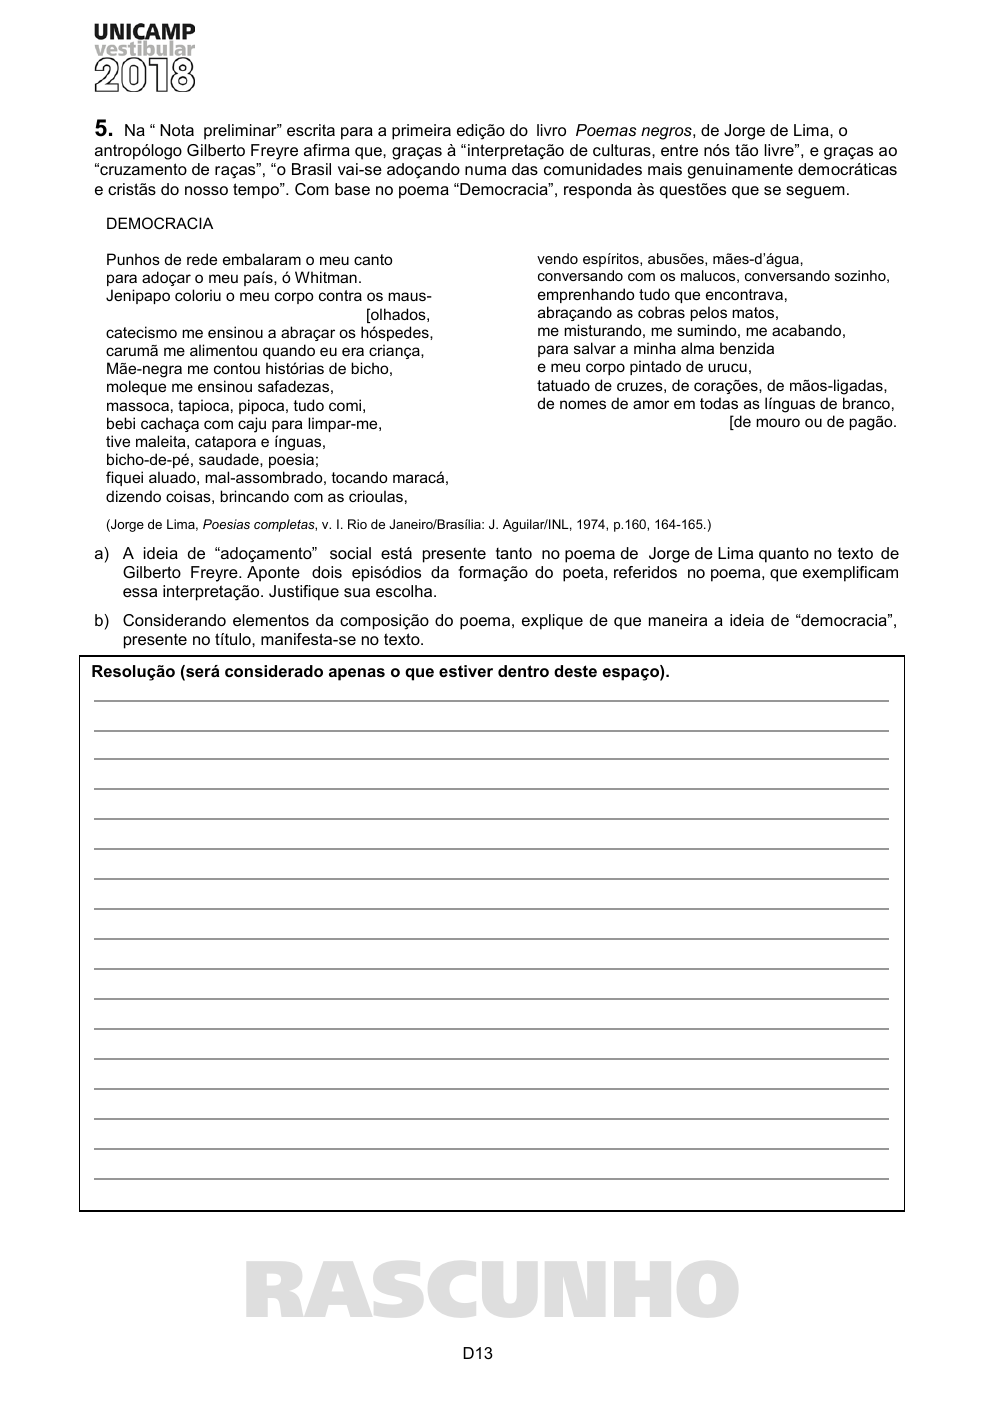 UNICAMP
vestibular
2018
5. Na “ Nota preliminar” escrita para a primeira edição do livro Poemas negros, de Jorge de Lima, o
antropólogo Gilberto Freyre afirma que, graças à “interpretação de culturas, entre nós tão livre”, e graças ao
“cruzamento de raças”, “o Brasil vai-se adoçando numa das comunidades mais genuinamente democráticas
e cristãs do nosso tempo”. Com base no poema “Democracia”, responda às questões que se seguem.
DEMOCRACIA
Punhos de rede embalaram o meu canto
para adoçar o meu país, ó Whitman.
Jenipapo coloriu o meu corpo contra os maus-
[olhados,
catecismo me ensinou a abraçar os hóspedes,
carumã me alimentou quando eu era criança,
Mãe-negra me contou histórias de bicho,
moleque me ensinou safadezas,
massoca, tapioca, pipoca, tudo comi,
bebi cachaça com caju para limpar-me,
tive maleita, catapora e ínguas,
bicho-de-pé, saudade, poesia;
fiquei aluado, mal-assombrado, tocando maracá,
dizendo coisas, brincando com as crioulas,
vendo espíritos, abusões, mães-d’água,
conversando com os malucos, conversando sozinho,
emprenhando tudo que encontrava,
abraçando as cobras pelos matos,
me misturando, me sumindo, me acabando,
para salvar a minha alma benzida
e meu corpo pintado de urucu,
tatuado de cruzes, de corações, de mãos-ligadas,
de nomes de amor em todas as línguas de branco,
[de mouro ou de pagão.
(Jorge de Lima, Poesias completas, v. I. Rio de Janeiro/Brasília: J. Aguilar/INL, 1974, p.160, 164-165.)
a) A ideia de “adoçamento” social está presente tanto no poema de Jorge de Lima quanto no texto de
Gilberto Freyre. Aponte dois episódios da formação do poeta, referidos no poema, que exemplificam
essa interpretação. Justifique sua escolha.
b) Considerando elementos da composição do poema, explique de que maneira a ideia de “democracia”,
presente no título, manifesta-se no texto.
Resolução (será considerado apenas o que estiver dentro deste espaço).
RASCUNHO
D13